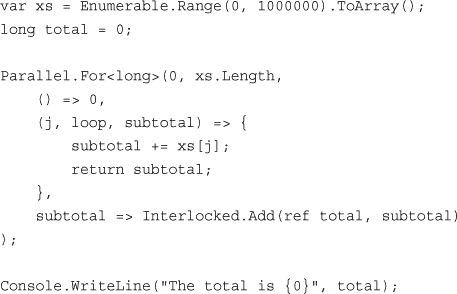 var xs = Enumerable.Range(0, 1000000).ToArray();
long total = 0;

Parallel.For<long>(0, xs.Length,
    () => 0,
    (j, loop, subtotal) => {
        subtotal += xs[j];
        return subtotal;
    },
    subtotal => Interlocked.Add(ref total, subtotal)
);

Console.WriteLine("The total is {0}", total);